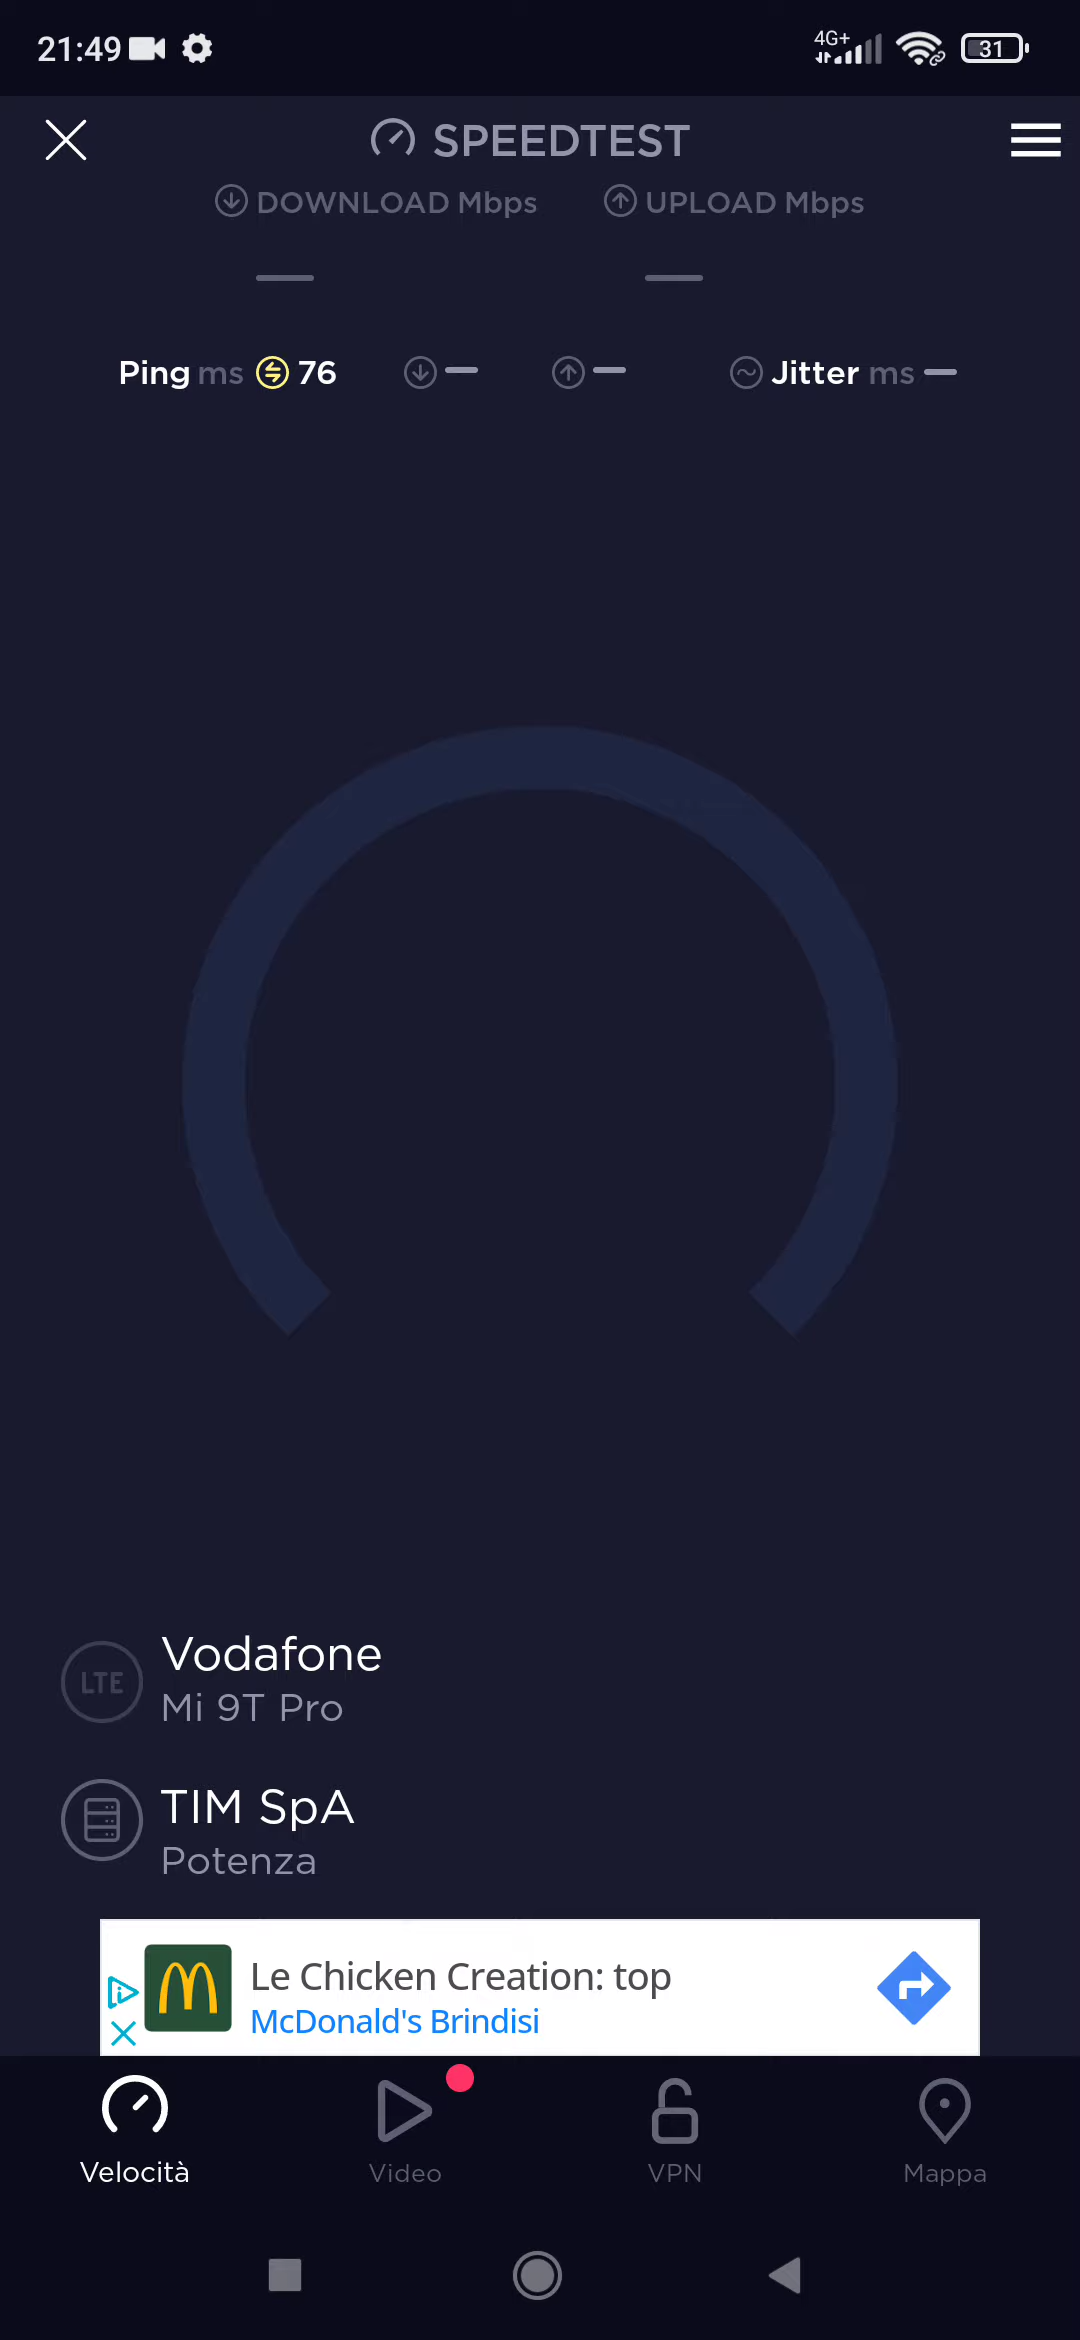 21:49
4G+
31
SPEEDTEST
DOWNLOAD Mbps
UPLOAD Mbps
Ping ms 76
Jitter ms
LTE
Vodafone
Mi 9T Pro
TIM SpA
Potenza
Le Chicken Creation: top
McDonald's Brindisi
Velocità
Video
VPN
Mappa